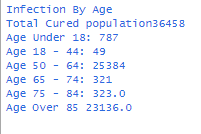 Infection By Age
Total Cured population36458
Age Under 18: 787
Age 18 - 44: 49
Age 50 - 64: 25384
Age 65 - 74: 321
Age 75 - 84: 323.0
Age Over 85 23136.0